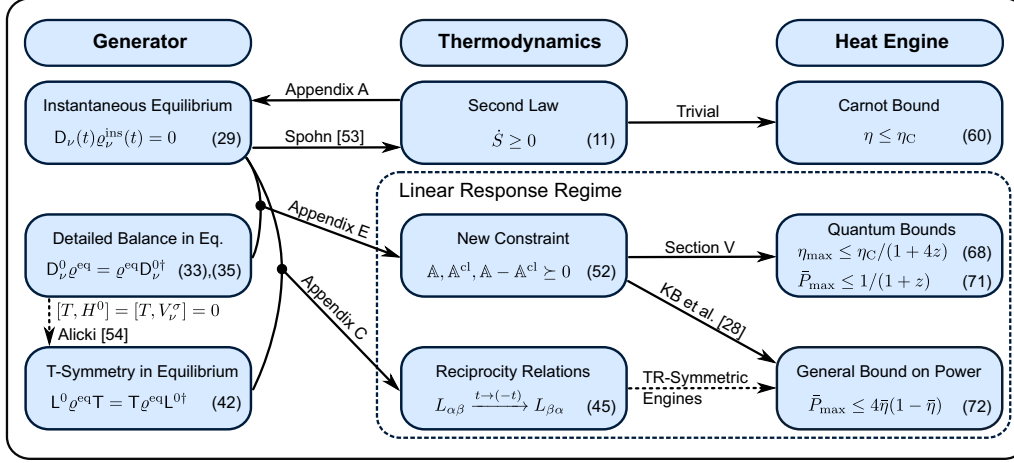 Generator
Thermodynamics
Heat Engine
Instantaneous Equilibrium
D_ν(t)ϱ_ν^ins(t) = 0 (29)
Appendix A
Spohn [53]
Second Law
Ṡ ≥ 0 (11)
Trivial
Carnot Bound
η ≤ η_C (60)
Linear Response Regime
Detailed Balance in Eq.
D_ν^0 ϱ^eq = ϱ^eq D_ν^0† (33),(35)
Appendix E
New Constraint
𝔸, 𝔸^cl, 𝔸 − 𝔸^cl ⪰ 0 (52)
Section V
Quantum Bounds
η_max ≤ η_C/(1 + 4z) (68)
P̄_max ≤ 1/(1 + z) (71)
[T, H^0] = [T, V_ν^σ] = 0
Alicki [54]
Appendix C
KB et al. [28]
T-Symmetry in Equilibrium
L^0 ϱ^eq T = T ϱ^eq L^0† (42)
Reciprocity Relations
L_αβ t→(-t) ⟶ L_βα (45)
TR-Symmetric
Engines
General Bound on Power
P̄_max ≤ 4η̄(1 − η̄) (72)